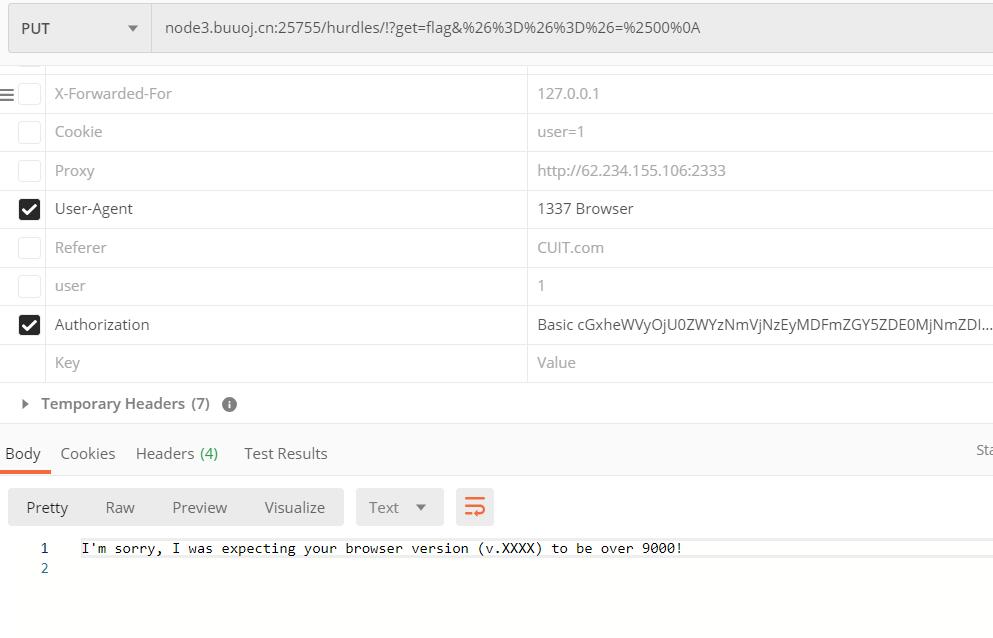 PUT node3.buuoj.cn:25755/hurdles/!?get=flag&%26%3D%26%3D%26=%2500%0A
X-Forwarded-For 127.0.0.1
Cookie user=1
Proxy http://62.234.155.106:2333
User-Agent 1337 Browser
Referer CUIT.com
user 1
Authorization Basic cGxheWVyOjU0ZWYzNmVjNzEyMDFmZGY5ZDE0MjNmZDI...
Key Value
Temporary Headers (7) i
Body Cookies Headers (4) Test Results Sta
Pretty Raw Preview Visualize Text
1 I'm sorry, I was expecting your browser version (v.XXXX) to be over 9000!
2